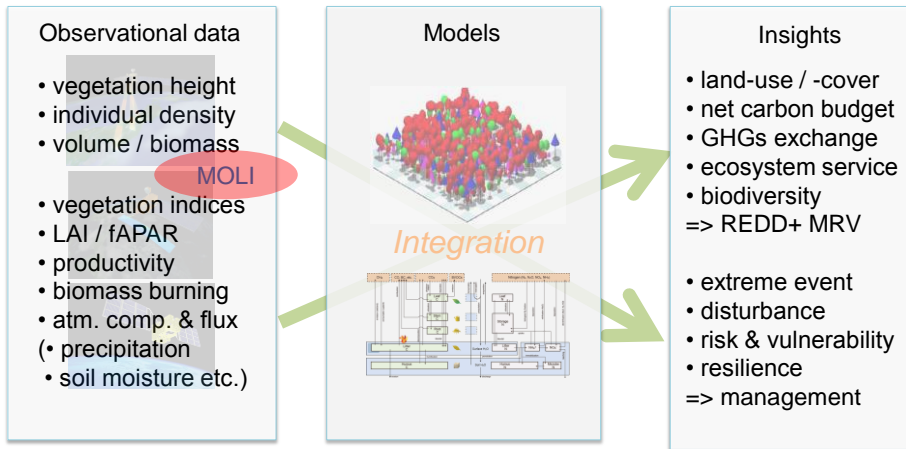 Observational data
• vegetation height
• individual density
• volume / biomass
MOLI
• vegetation indices
• LAI / fAPAR
• productivity
• biomass burning
• atm. comp. & flux
(• precipitation
• soil moisture etc.)
Models
Integration
Insights
• land-use / -cover
• net carbon budget
• GHGs exchange
• ecosystem service
• biodiversity
=> REDD+ MRV
• extreme event
• disturbance
• risk & vulnerability
• resilience
=> management